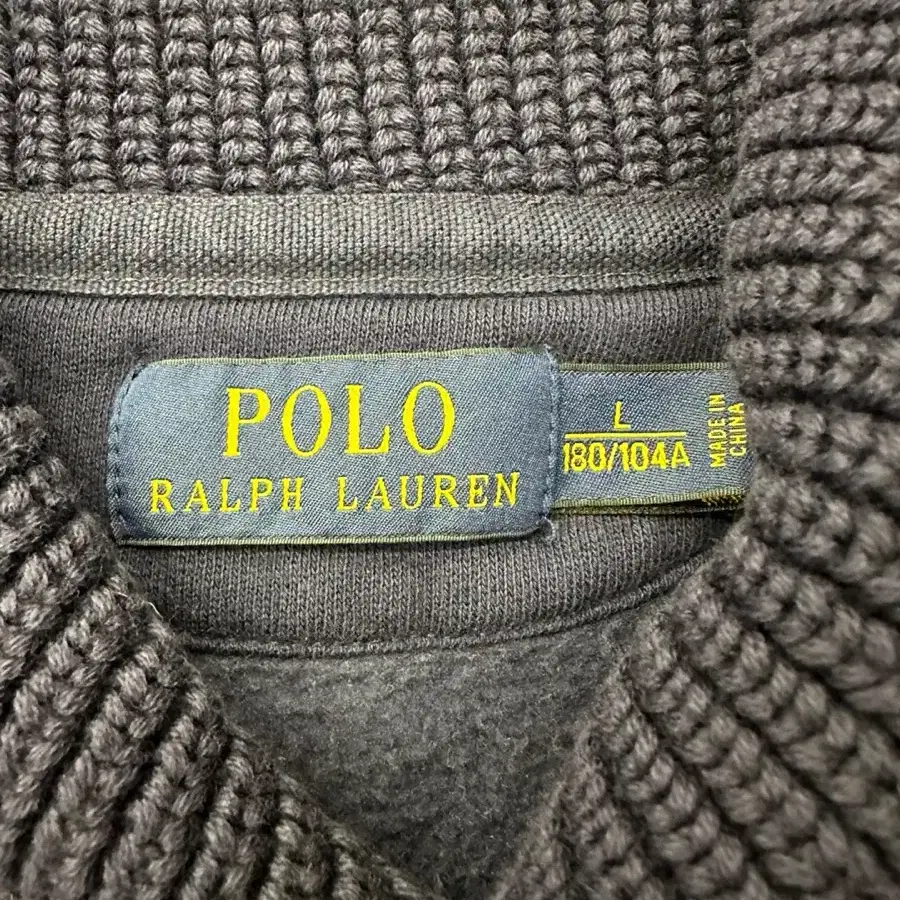 POLO
RALPH LAUREN
L
180/104A
MADE IN
CHINA